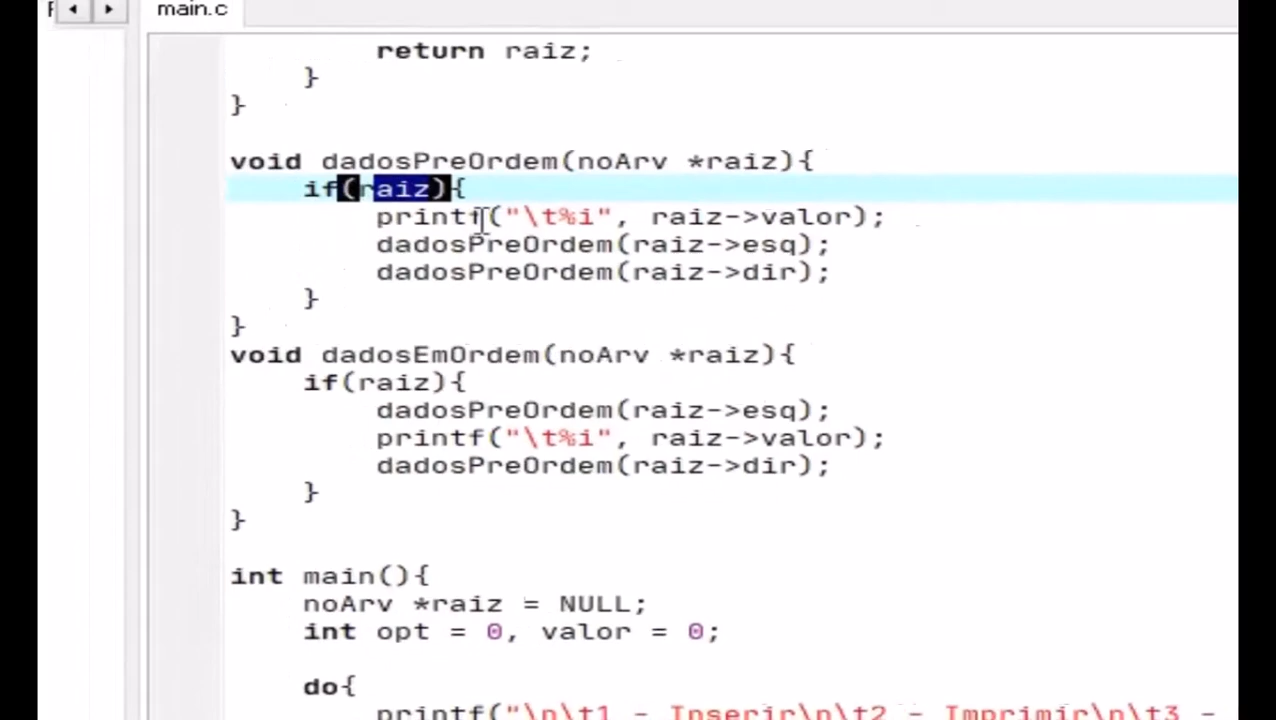 main.c
return raiz;
}
}
void dadosPreOrdem(noArv *raiz){
if(raiz){
printf("\t%i", raiz->valor);
dadosPreOrdem(raiz->esq);
dadosPreOrdem(raiz->dir);
}
}
void dadosEmOrdem(noArv *raiz){
if(raiz){
dadosPreOrdem(raiz->esq);
printf("\t%i", raiz->valor);
dadosPreOrdem(raiz->dir);
}
}
int main(){
noArv *raiz = NULL;
int opt = 0, valor = 0;
do{
printf("\n\t1 - Inserir\n\t2 - Imprimir\n\t3 -